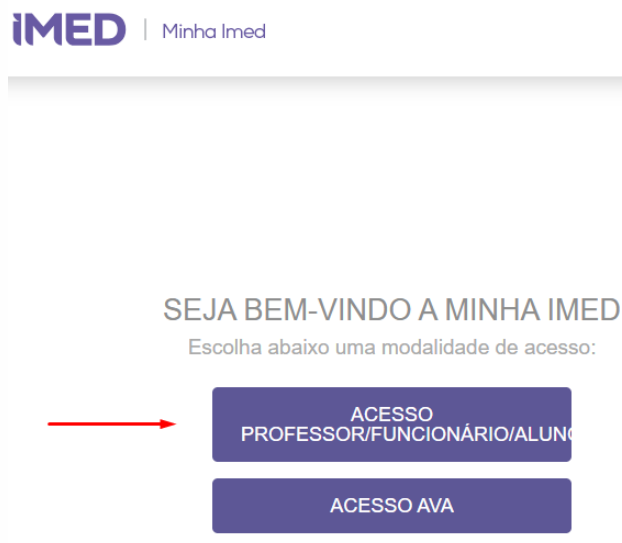 iMED | Minha Imed
SEJA BEM-VINDO A MINHA IMED
Escolha abaixo uma modalidade de acesso:
ACESSO
PROFESSOR/FUNCIONÁRIO/ALUNO
ACESSO AVA